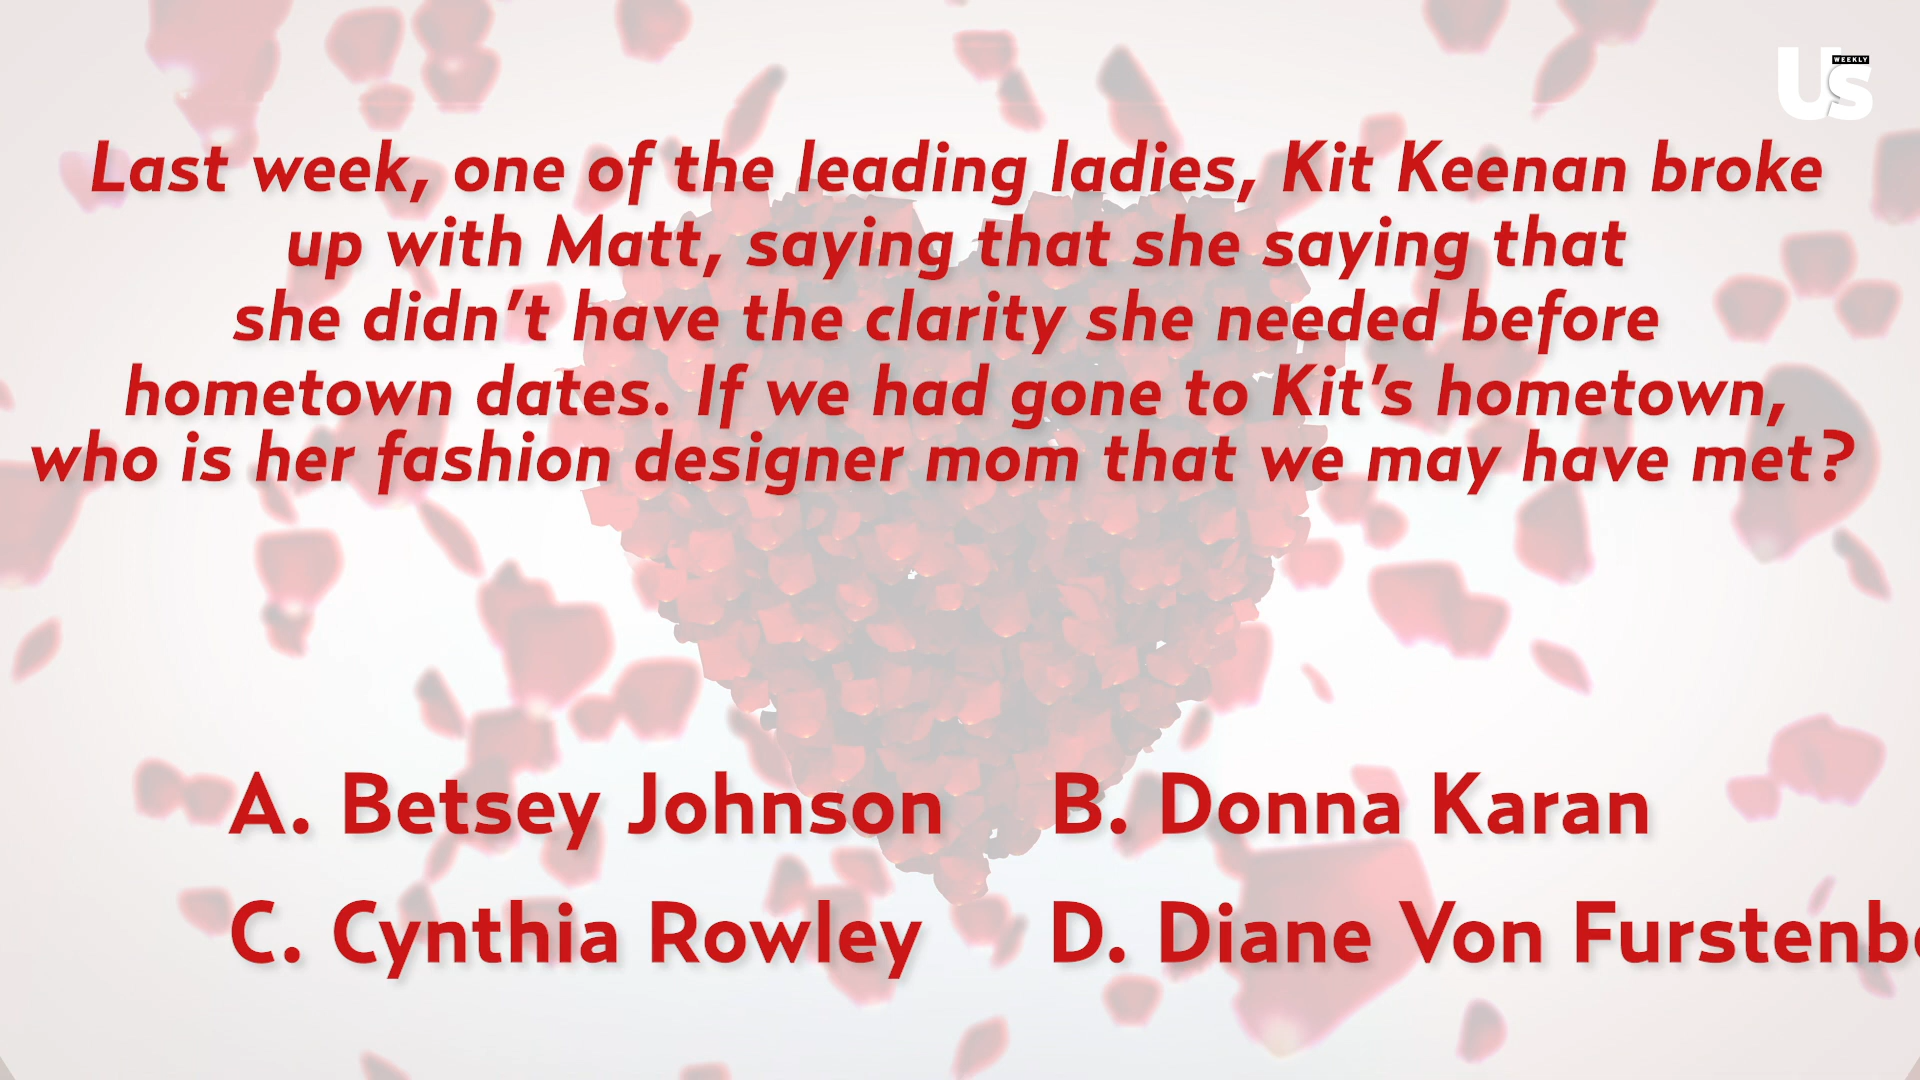 Us
WEEKLY
Last week, one of the leading ladies, Kit Keenan broke
up with Matt, saying that she saying that
she didn’t have the clarity she needed before
hometown dates. If we had gone to Kit’s hometown,
who is her fashion designer mom that we may have met?
A. Betsey Johnson
B. Donna Karan
C. Cynthia Rowley
D. Diane Von